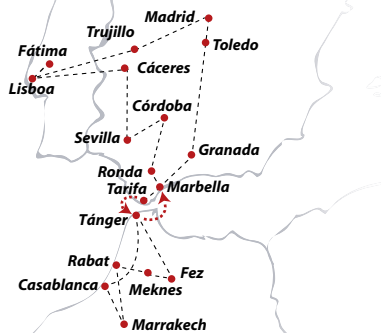 Madrid
Trujillo
Toledo
Fátima
Cáceres
Lisboa
Córdoba
Sevilla
Granada
Ronda
Tarifa
Marbella
Tánger
Rabat
Fez
Casablanca
Meknes
Marrakech